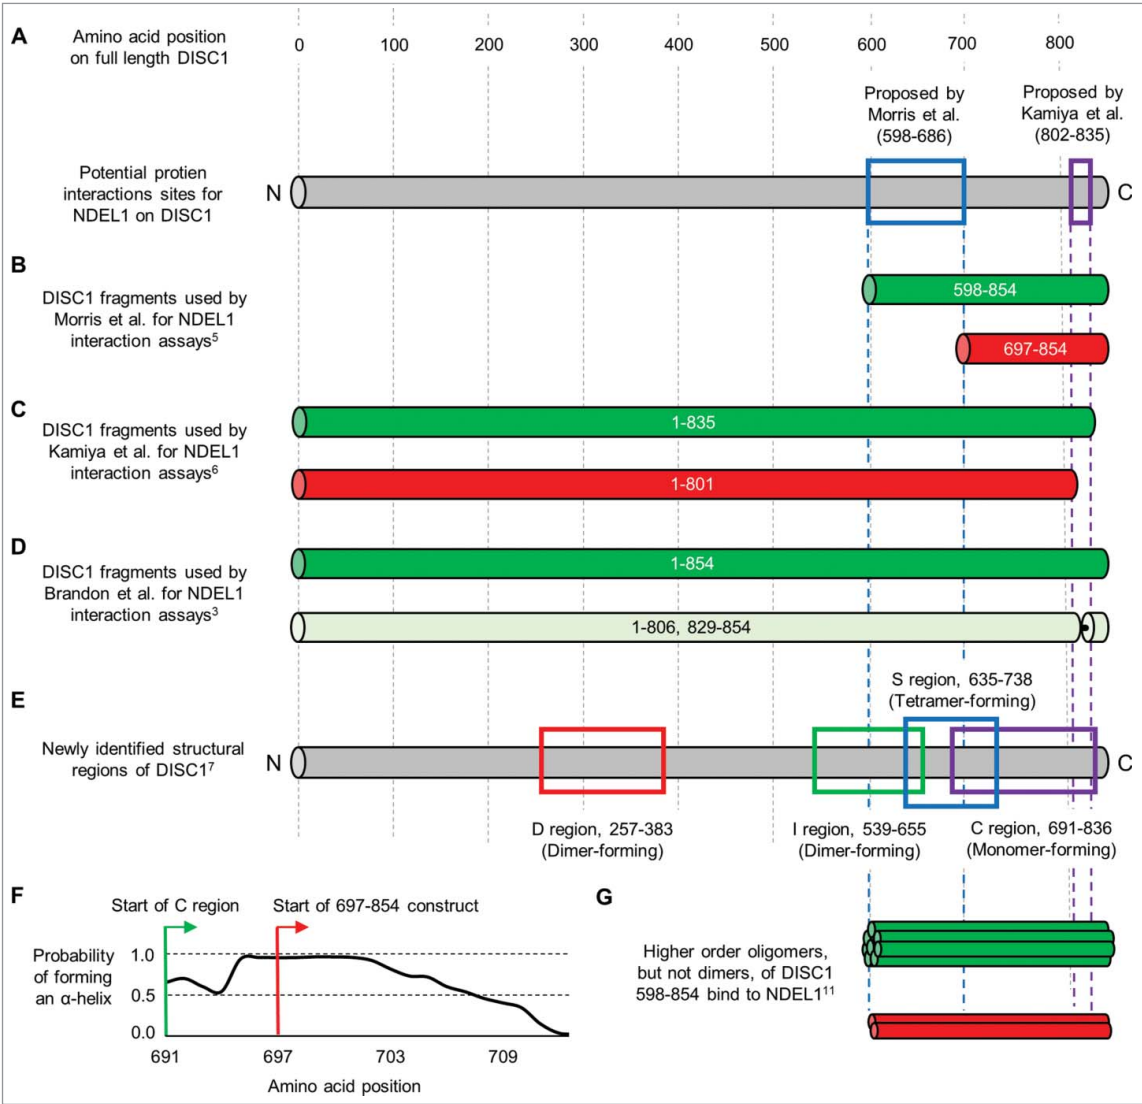 A
Amino acid position
on full length DISC1
0 100 200 300 400 500 600 700 800
Proposed by
Morris et al.
(598-686)
Proposed by
Kamiya et al.
(802-835)
Potential protien
interactions sites for
NDEL1 on DISC1
N
C
B
DISC1 fragments used by
Morris et al. for NDEL1
interaction assays⁵
598-854
697-854
C
DISC1 fragments used by
Kamiya et al. for NDEL1
interaction assays⁶
1-835
1-801
D
DISC1 fragments used by
Brandon et al. for NDEL1
interaction assays³
1-854
1-806, 829-854
E
Newly identified structural
regions of DISC1⁷
S region, 635-738
(Tetramer-forming)
N
C
D region, 257-383
(Dimer-forming)
I region, 539-655
(Dimer-forming)
C region, 691-836
(Monomer-forming)
F
Start of C region
Start of 697-854 construct
Probability
of forming
an α-helix
1.0
0.5
0.0
691 697 703 709
Amino acid position
G
Higher order oligomers,
but not dimers, of DISC1
598-854 bind to NDEL1¹¹